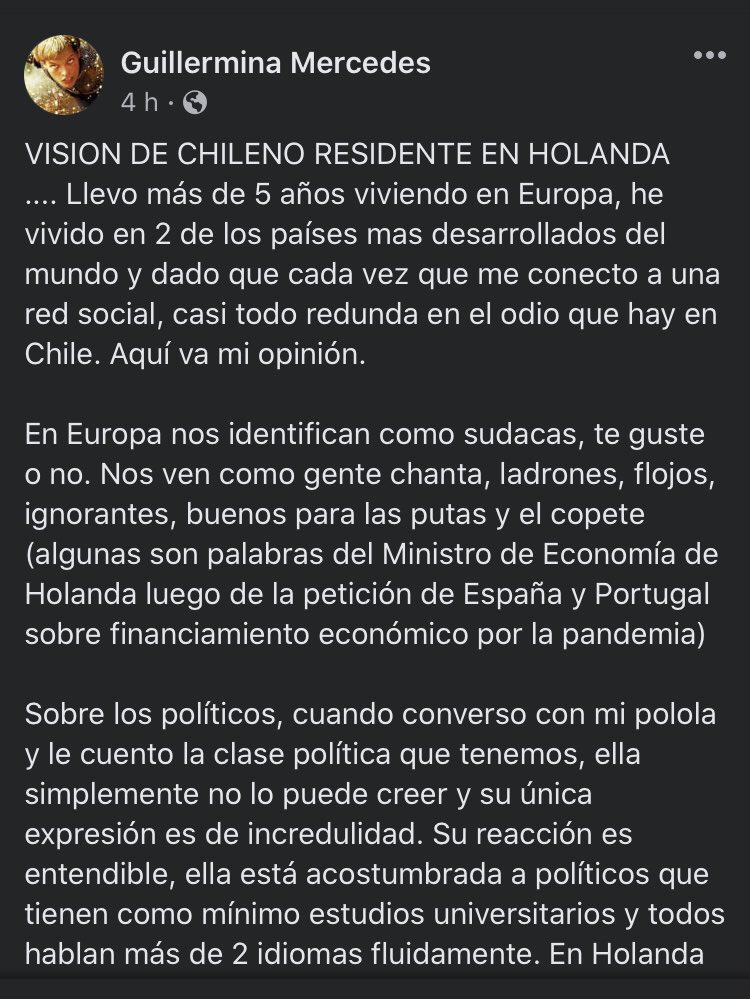 Guillermina Mercedes
4 h ·
VISION DE CHILENO RESIDENTE EN HOLANDA
.... Llevo más de 5 años viviendo en Europa, he
vivido en 2 de los países mas desarrollados del
mundo y dado que cada vez que me conecto a una
red social, casi todo redunda en el odio que hay en
Chile. Aquí va mi opinión.
En Europa nos identifican como sudacas, te guste
o no. Nos ven como gente chanta, ladrones, flojos,
ignorantes, buenos para las putas y el copete
(algunas son palabras del Ministro de Economía de
Holanda luego de la petición de España y Portugal
sobre financiamiento económico por la pandemia)
Sobre los políticos, cuando converso con mi polola
y le cuento la clase política que tenemos, ella
simplemente no lo puede creer y su única
expresión es de incredulidad. Su reacción es
entendible, ella está acostumbrada a políticos que
tienen como mínimo estudios universitarios y todos
hablan más de 2 idiomas fluidamente. En Holanda